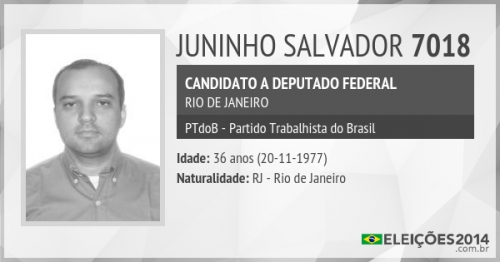 JUNINHO SALVADOR 7018
CANDIDATO A DEPUTADO FEDERAL
RIO DE JANEIRO
PTdoB - Partido Trabalhista do Brasil
Idade: 36 anos (20-11-1977)
Naturalidade: RJ - Rio de Janeiro
ELEIÇÕES2014
.com.br